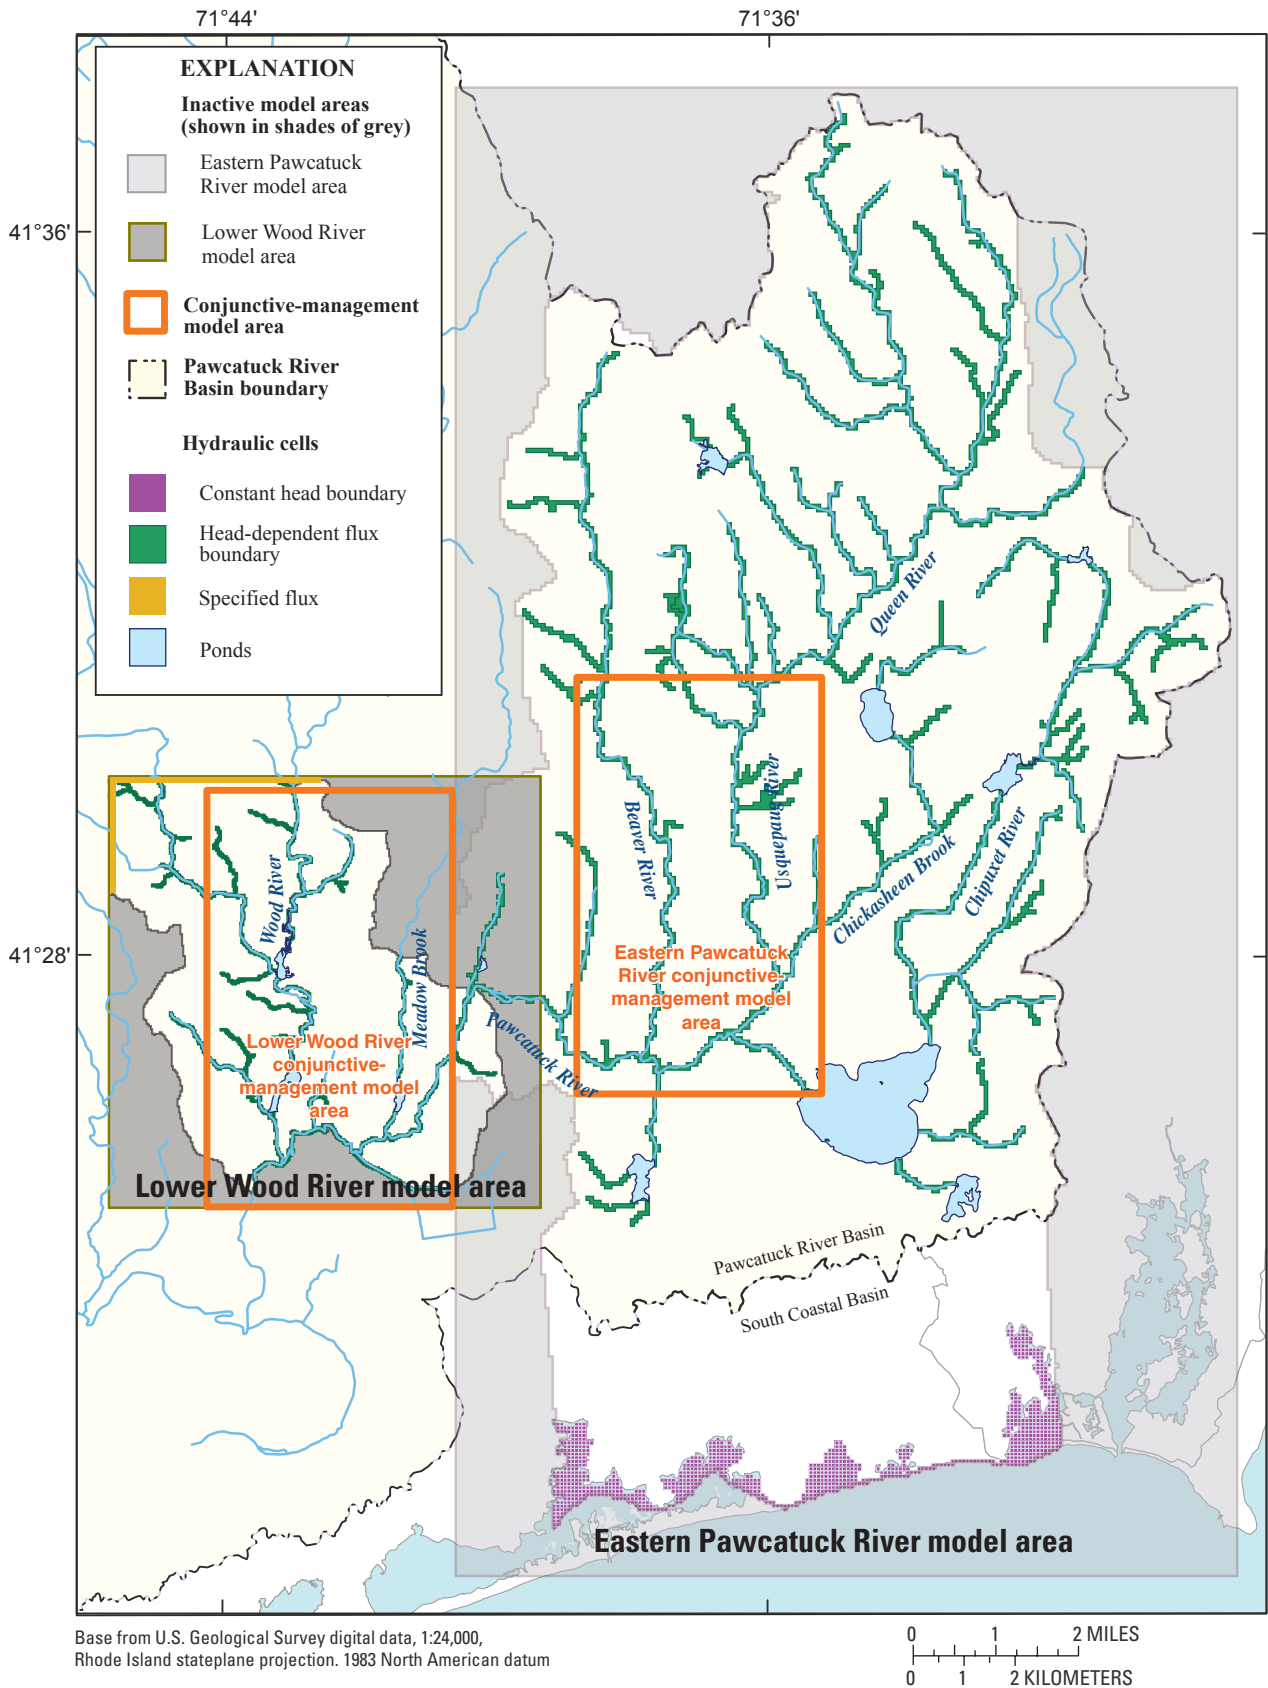 71°44'
71°36'
41°36'
41°28'
EXPLANATION
Inactive model areas
(shown in shades of grey)
Eastern Pawcatuck
River model area
Lower Wood River
model area
Conjunctive-management
model area
Pawcatuck River
Basin boundary
Hydraulic cells
Constant head boundary
Head-dependent flux
boundary
Specified flux
Ponds
Queen River
Usquepaug River
Beaver River
Chickasheen Brook
Chipuxet River
Wood River
Meadow Brook
Pawcatuck River
Eastern Pawcatuck
River conjunctive-
management model
area
Lower Wood River
conjunctive-
management model
area
Lower Wood River model area
Pawcatuck River Basin
South Coastal Basin
Eastern Pawcatuck River model area
Base from U.S. Geological Survey digital data, 1:24,000,
Rhode Island stateplane projection. 1983 North American datum
0 1 2 MILES
0 1 2 KILOMETERS